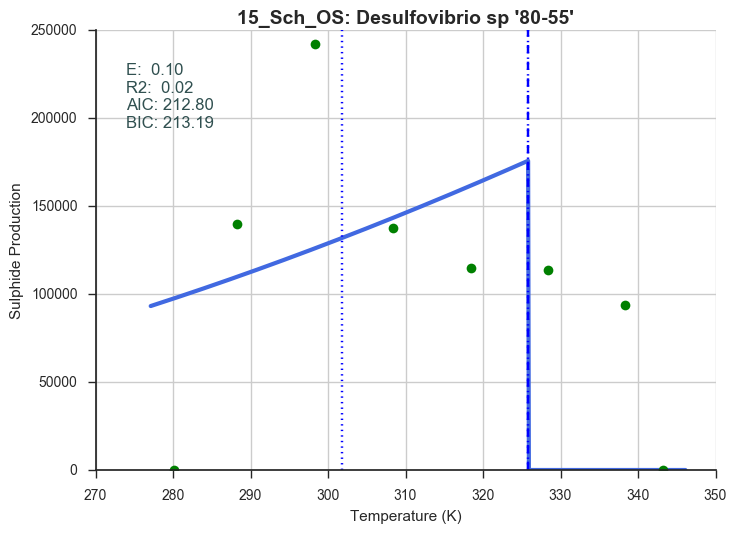 15_Sch_OS: Desulfovibrio sp '80-55'
250000
200000
150000
100000
50000
0
E:  0.10
R2:  0.02
AIC: 212.80
BIC: 213.19
Sulphide Production
270 280 290 300 310 320 330 340 350
Temperature (K)